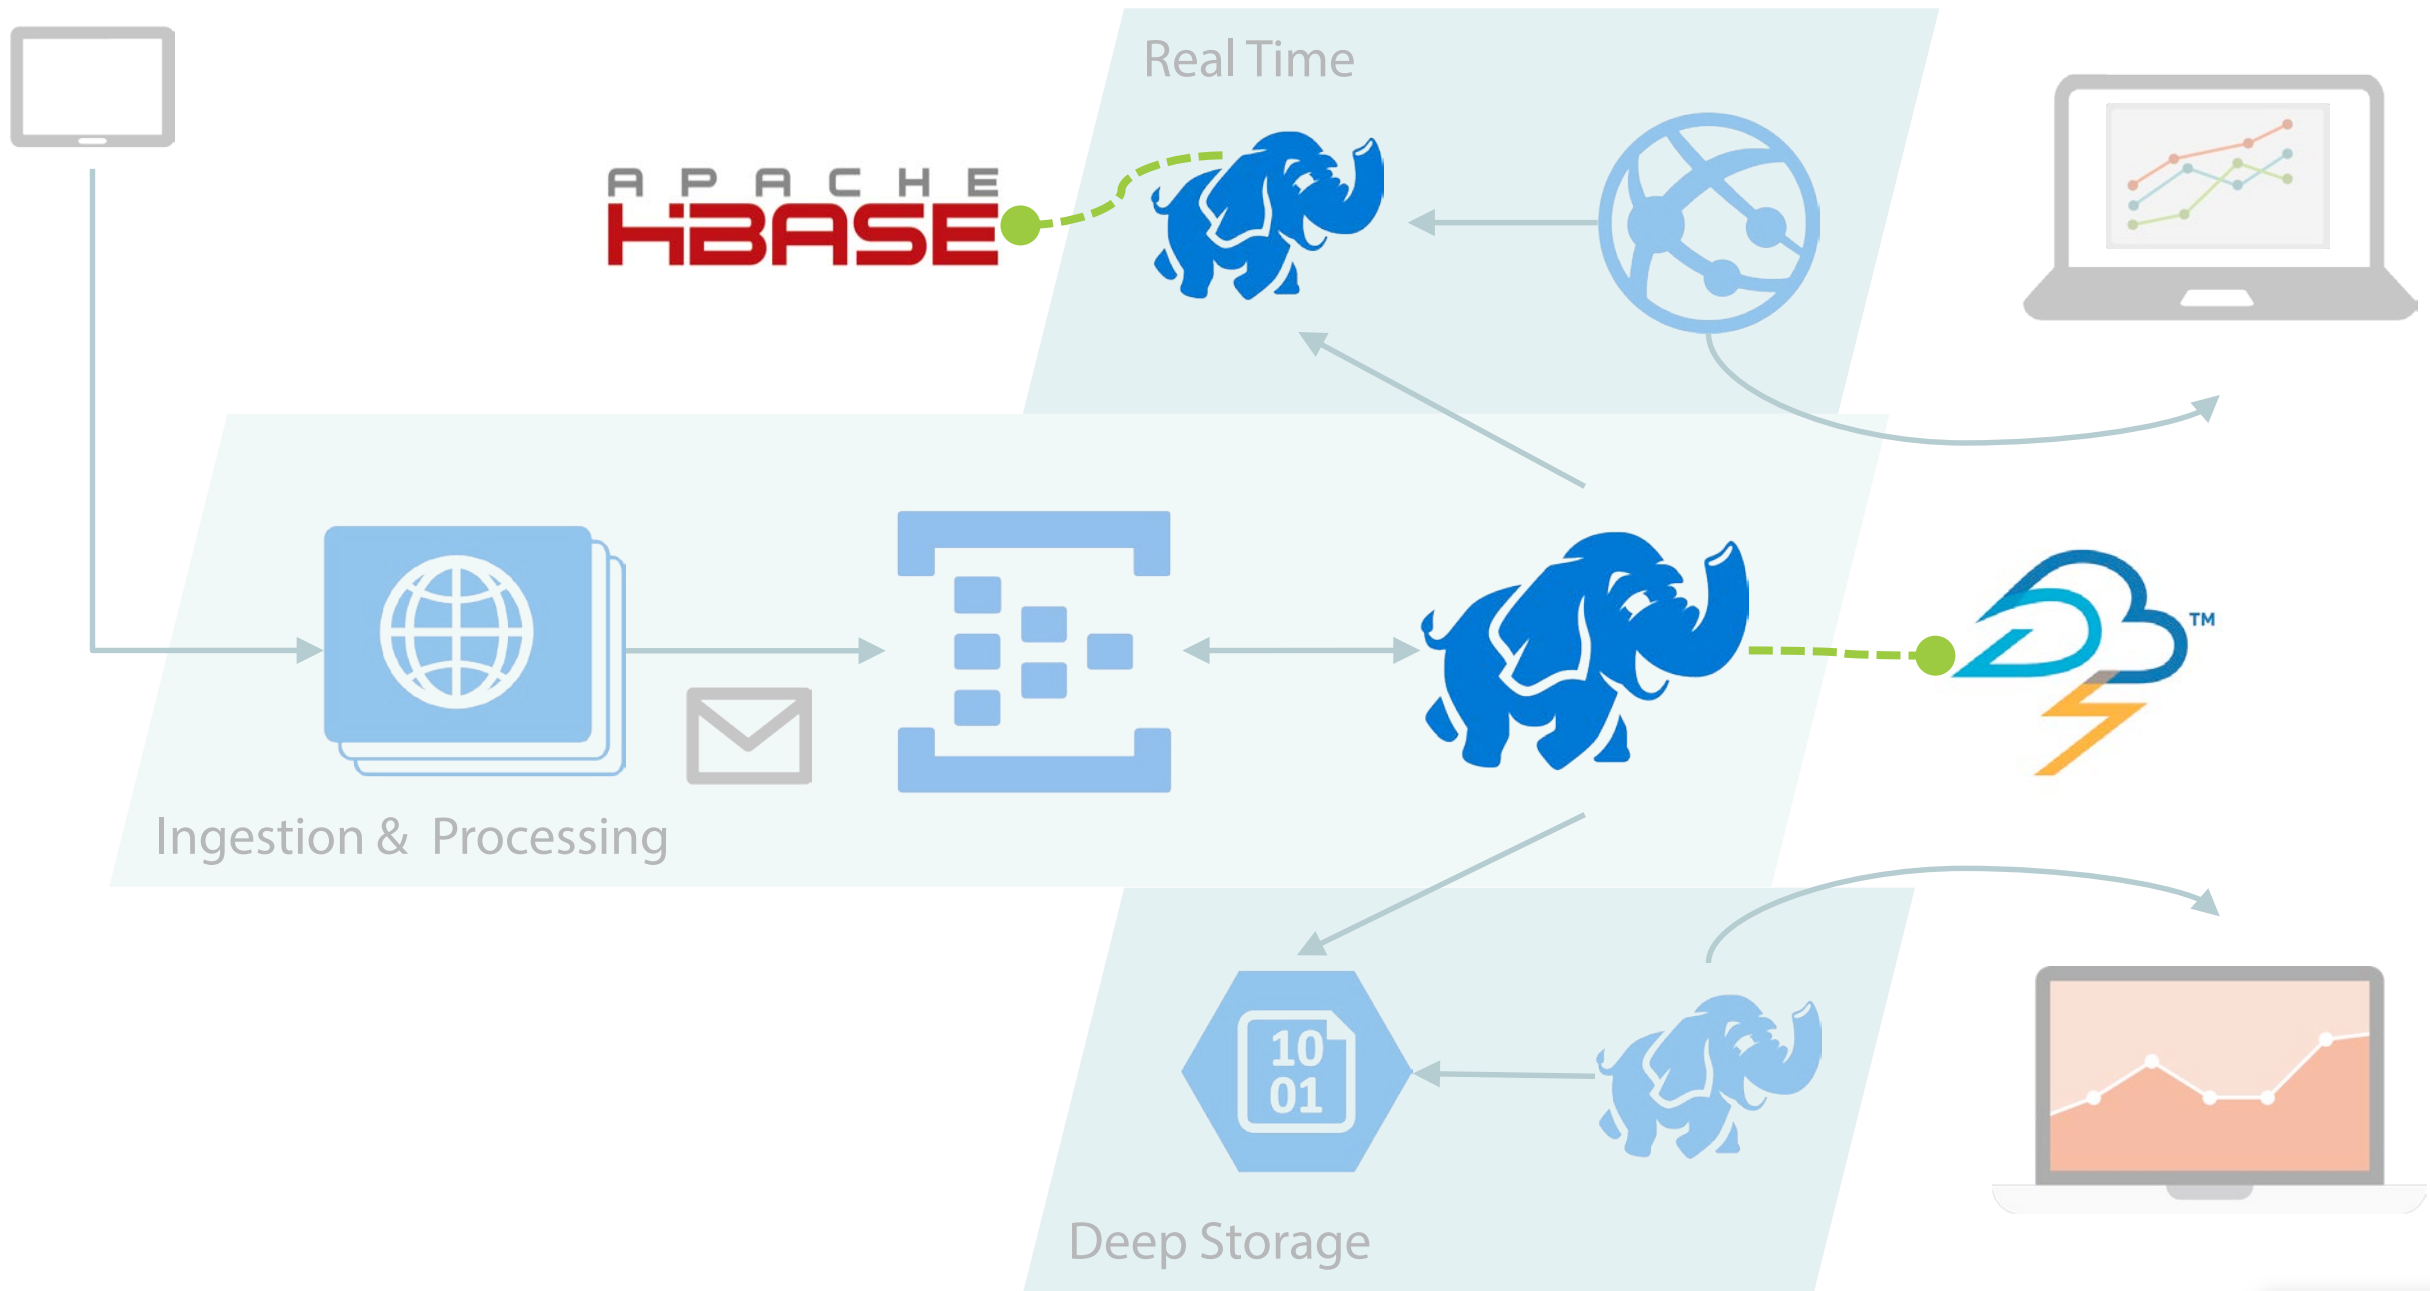 Real Time
APACHE
HBASE
TM
Ingestion & Processing
10
01
Deep Storage